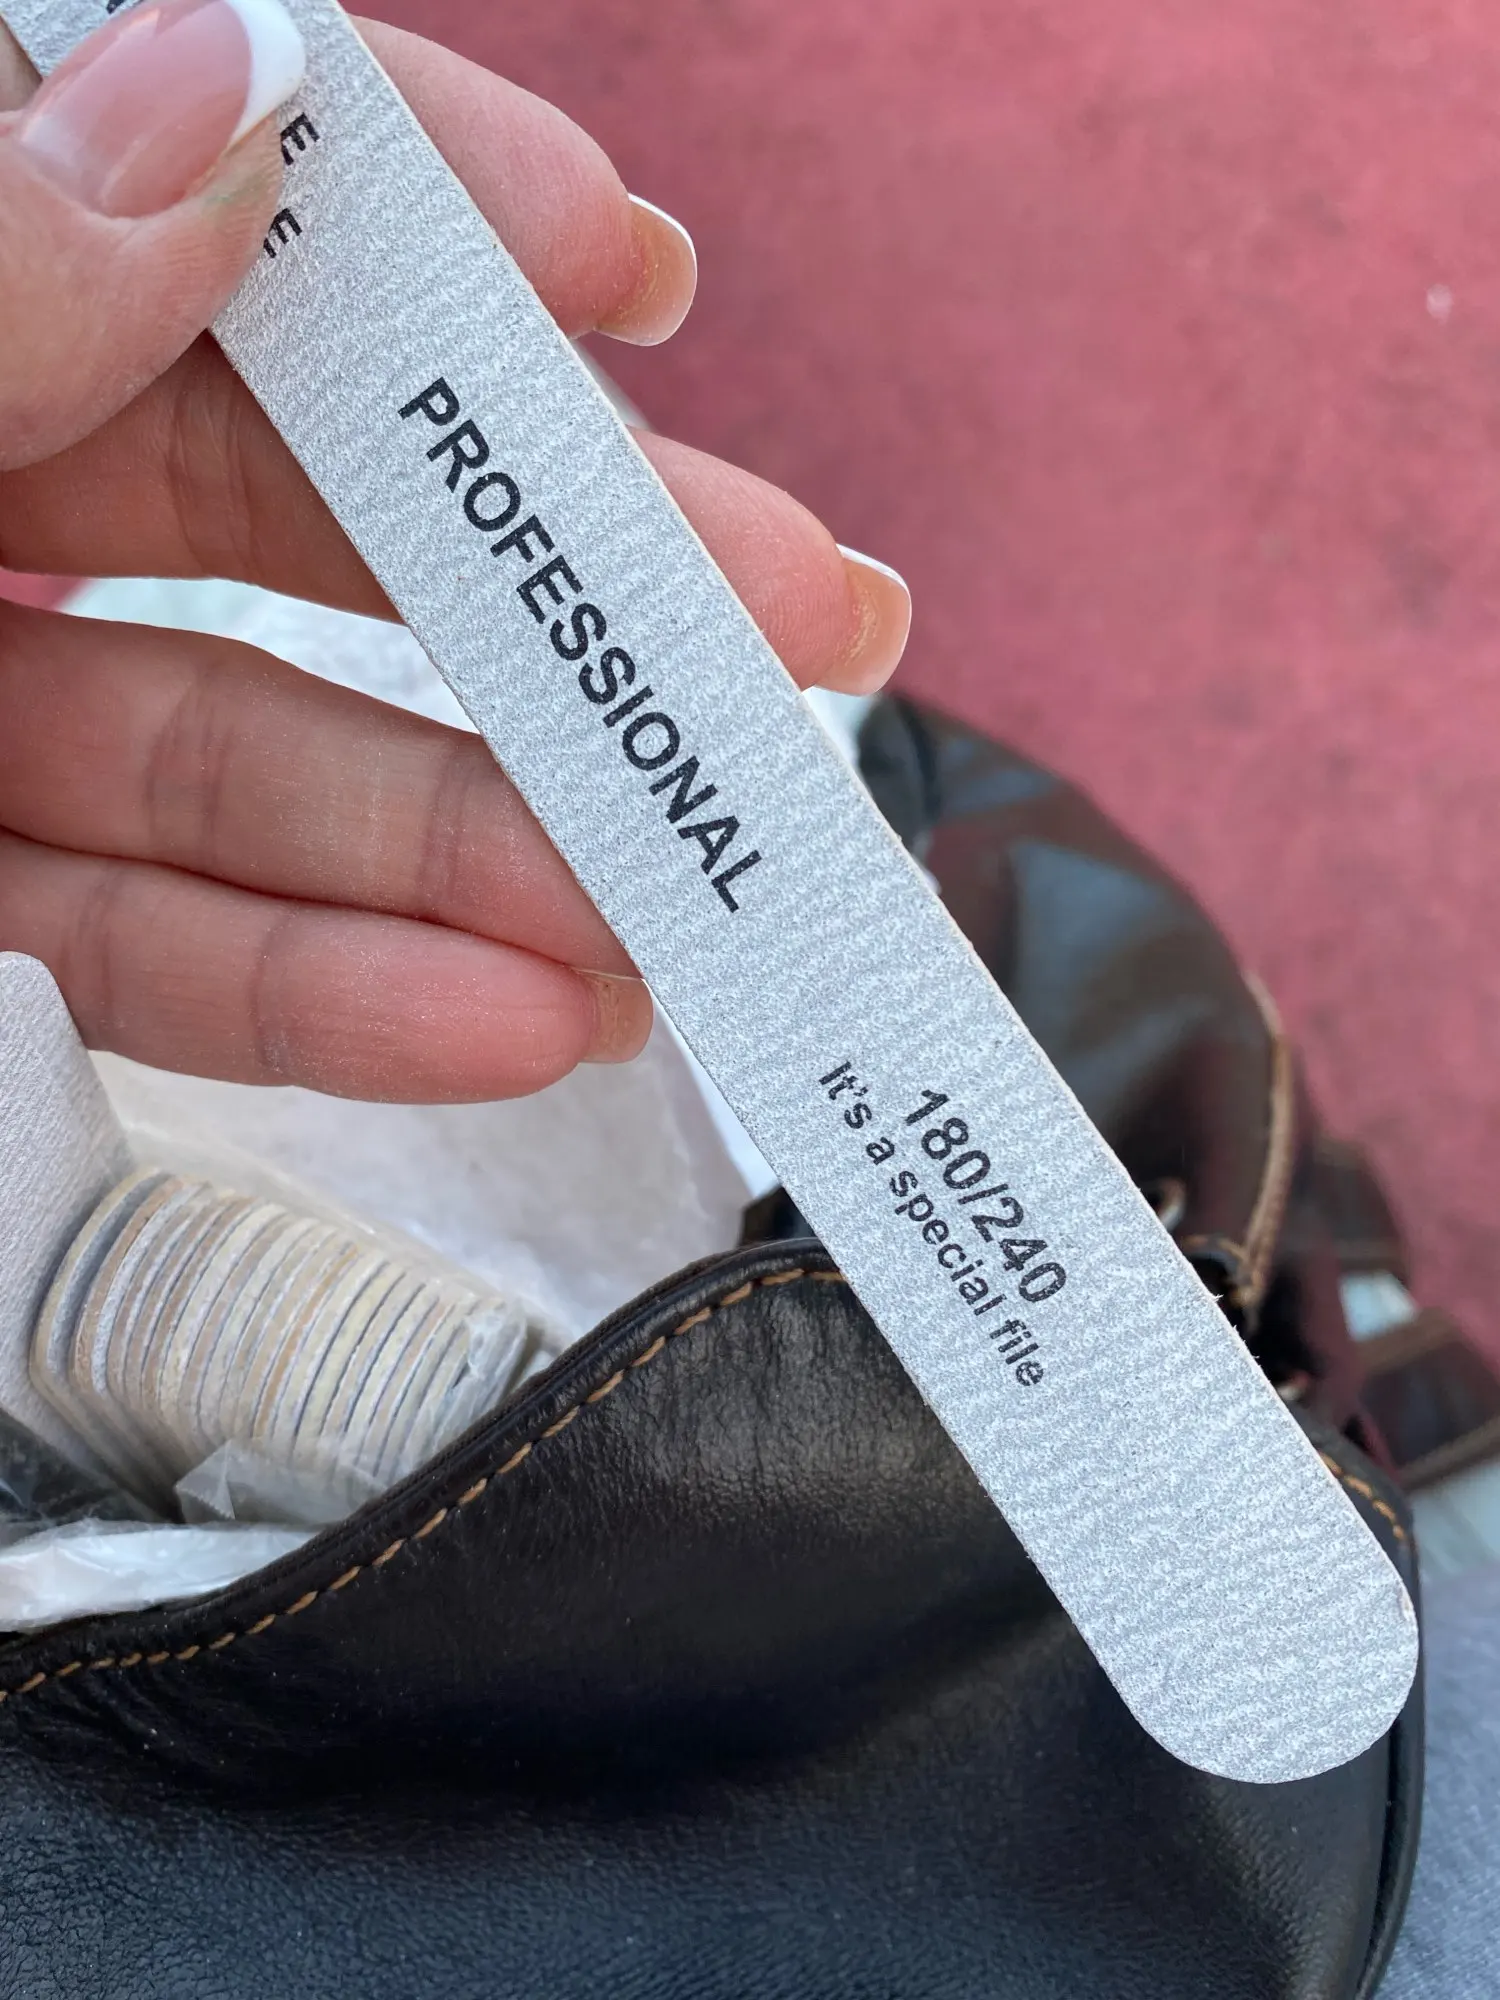 PROFESSIONAL
180/240
It's a special file